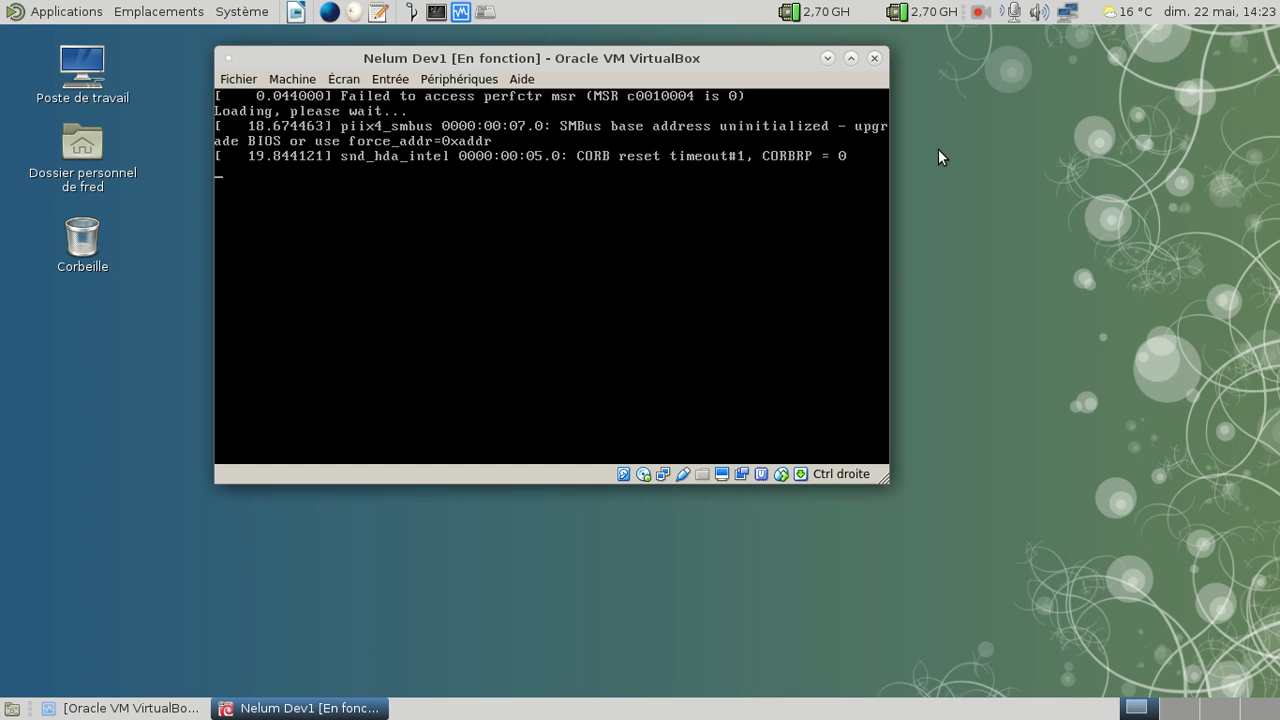 Applications Emplacements Système 2,70 GH 2,70 GH 16 °C dim. 22 mai, 14:23
Poste de travail
Dossier personnel
de fred
Corbeille
Nelum Dev1 [En fonction] - Oracle VM VirtualBox
Fichier Machine Écran Entrée Périphériques Aide
[    0.044000] Failed to access perfctr msr (MSR c0010004 is 0)
Loading, please wait...
[   18.674463] piix4_smbus 0000:00:07.0: SMBus base address uninitialized - upgr
ade BIOS or use force_addr=0xaddr
[   19.844121] snd_hda_intel 0000:00:05.0: CORB reset timeout#1, CORBRP = 0
Ctrl droite
[Oracle VM VirtualBo... Nelum Dev1 [En fonc...